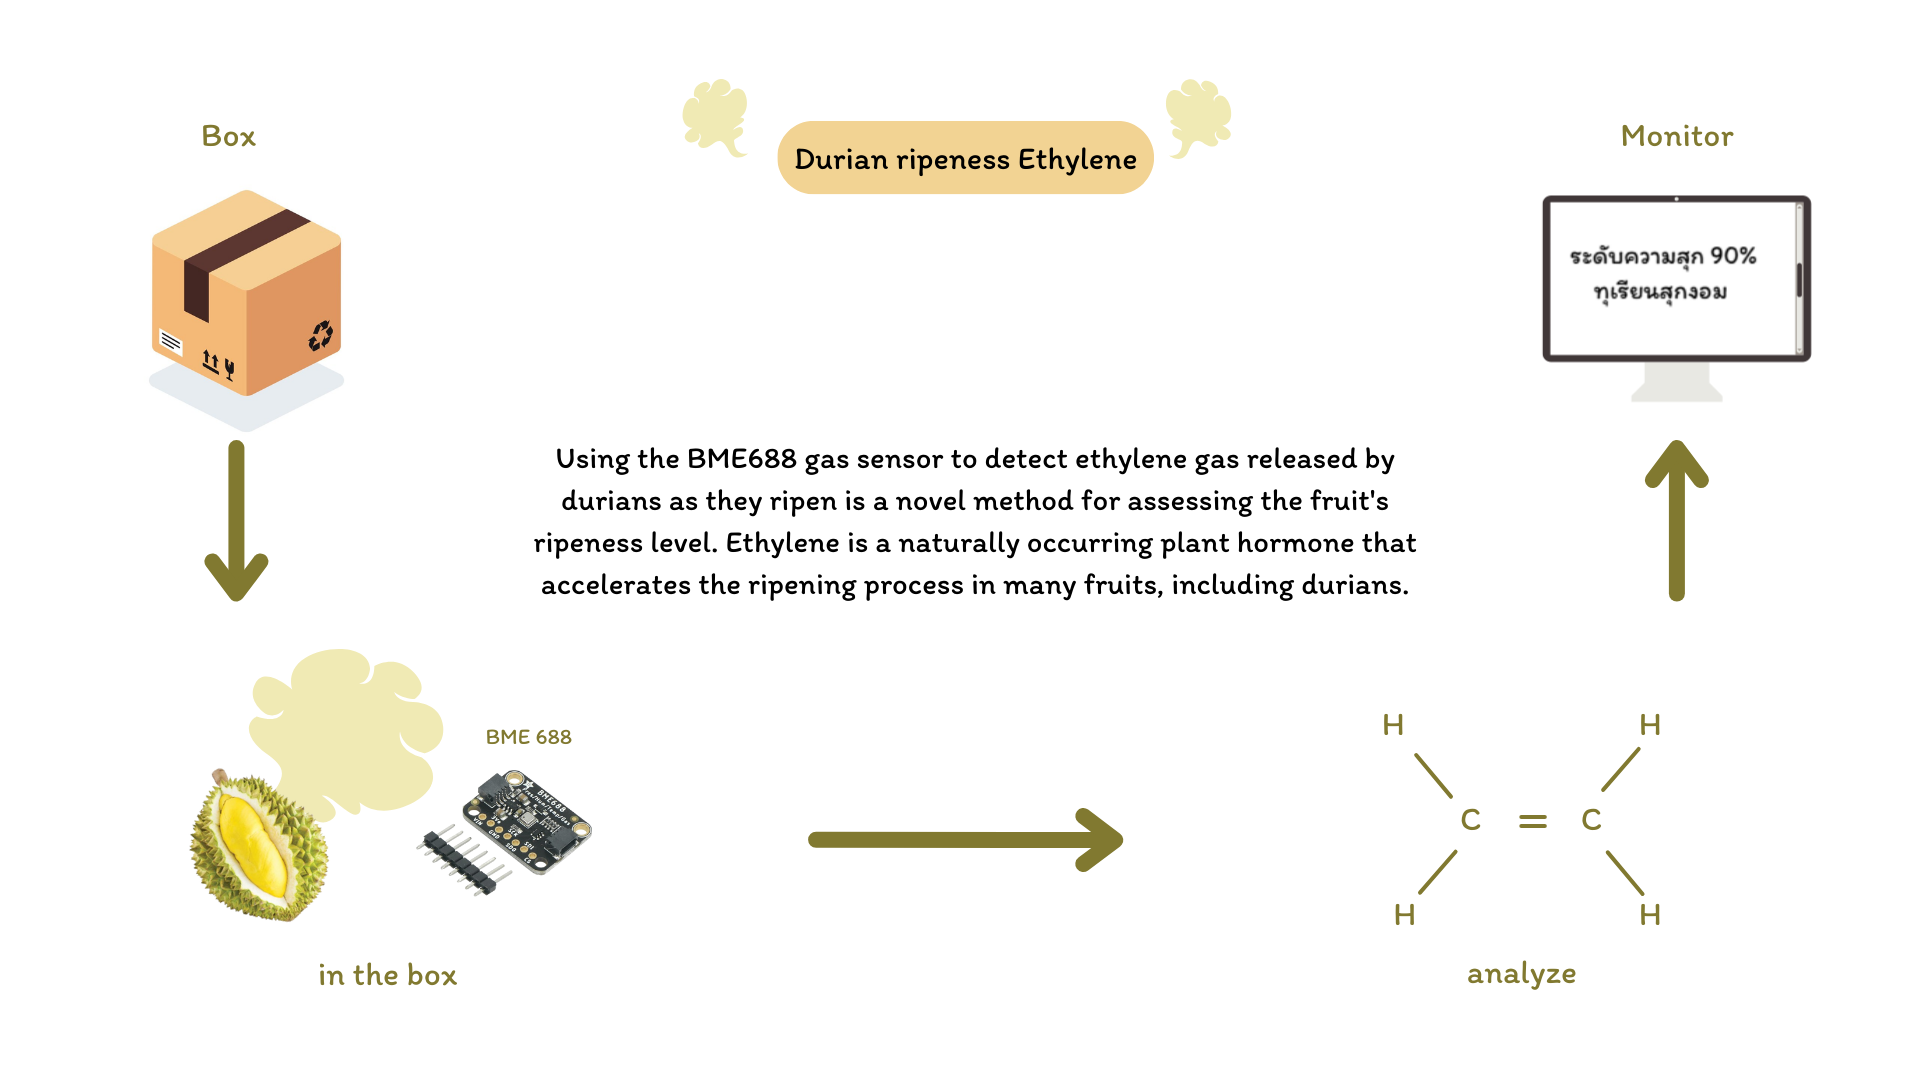 Durian ripeness Ethylene
Box
Monitor
ระดับความสุก 90%
ทุเรียนสุกงอม
Using the BME688 gas sensor to detect ethylene gas released by
durians as they ripen is a novel method for assessing the fruit's
ripeness level. Ethylene is a naturally occurring plant hormone that
accelerates the ripening process in many fruits, including durians.
BME 688
BME688
H H
C = C
H H
in the box
analyze